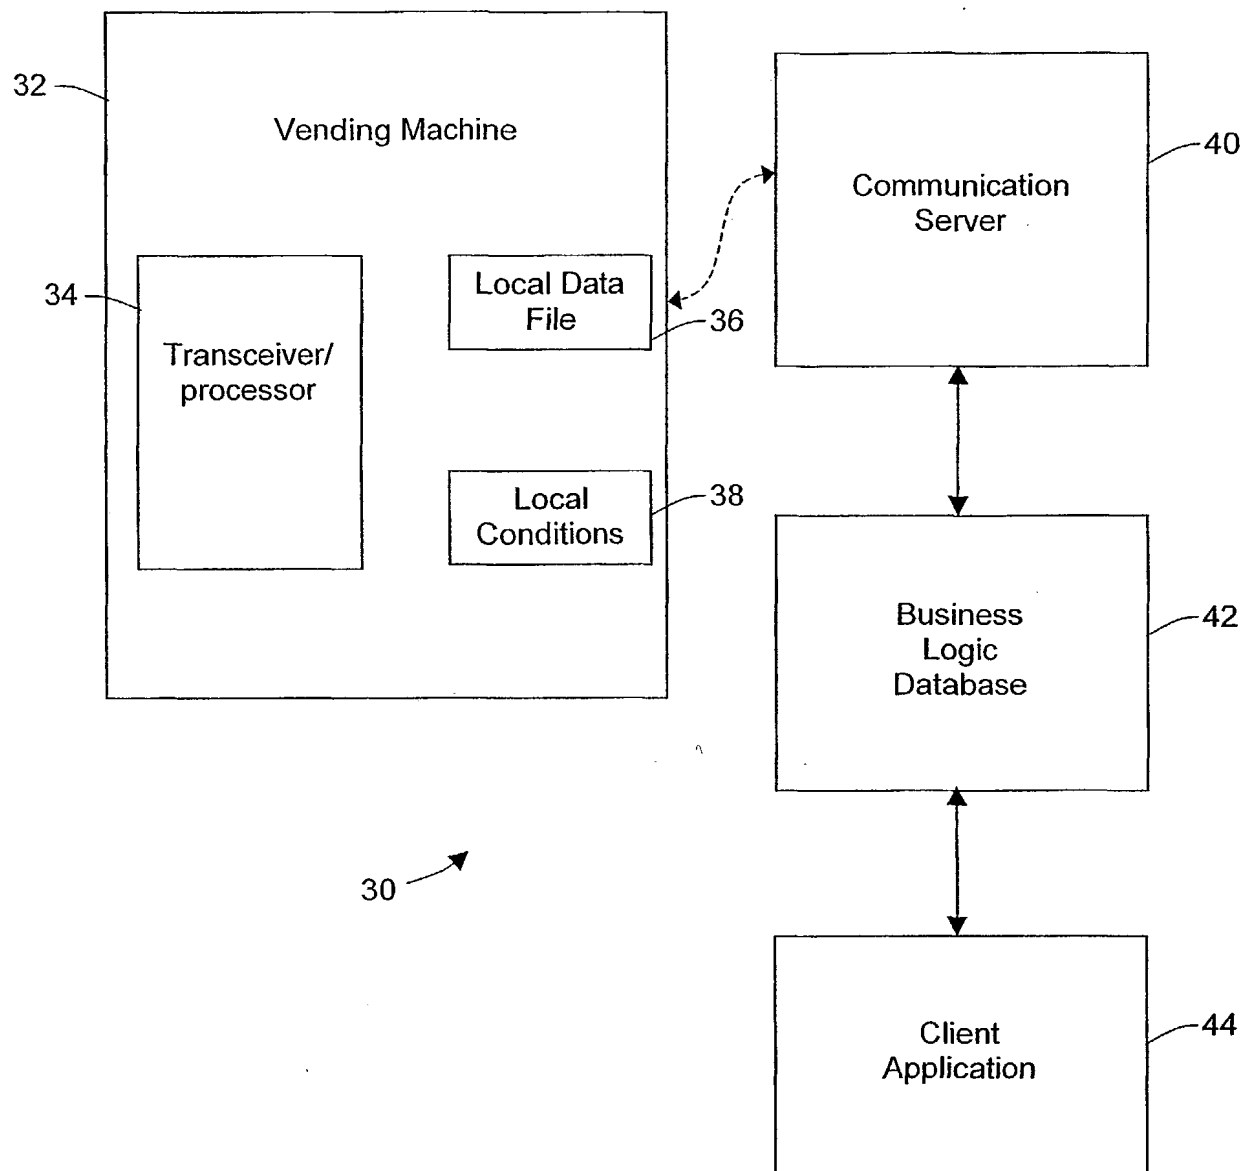 32
Vending Machine
34
Transceiver/
processor
Local Data
File
36
Local
Conditions
38
Communication
Server
40
Business
Logic
Database
42
30
Client
Application
44